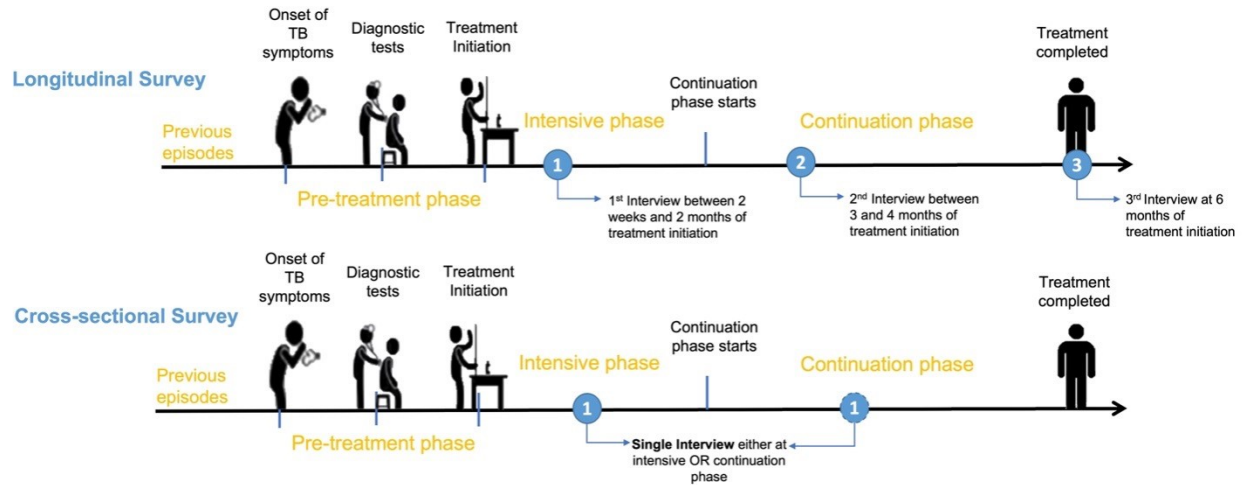 Onset of
TB
symptoms
Diagnostic
tests
Treatment
Initiation
Treatment
completed
Longitudinal Survey
Continuation
phase starts
Previous
episodes
Intensive phase
Continuation phase
1
2
3
Pre-treatment phase
1st Interview between 2
weeks and 2 months of
treatment initiation
2nd Interview between
3 and 4 months of
treatment initiation
3rd Interview at 6
months of
treatment initiation
Onset of
TB
symptoms
Diagnostic
tests
Treatment
Initiation
Treatment
completed
Cross-sectional Survey
Continuation
phase starts
Previous
episodes
Intensive phase
Continuation phase
1
1
Pre-treatment phase
Single Interview either at
intensive OR continuation
phase